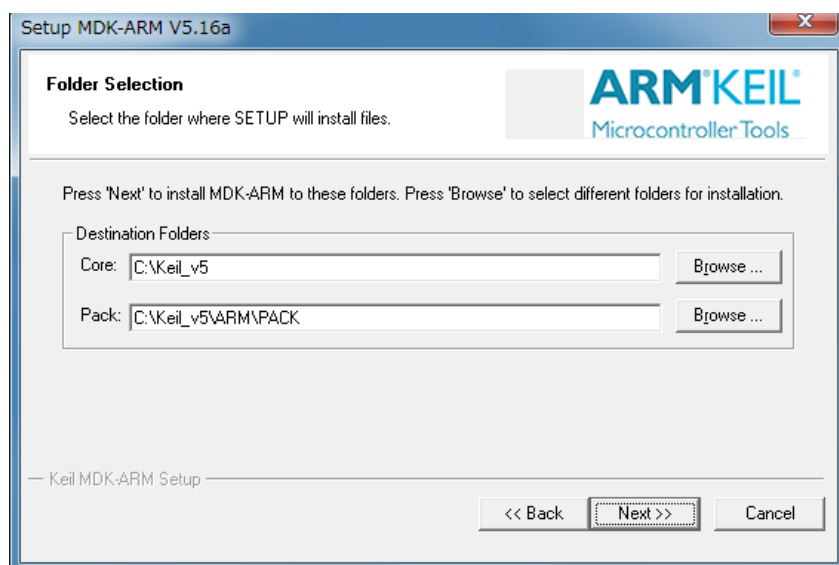 Setup MDK-ARM V5.16a
Folder Selection
Select the folder where SETUP will install files.
ARM®KEIL®
Microcontroller Tools
Press 'Next' to install MDK-ARM to these folders. Press 'Browse' to select different folders for installation.
Destination Folders
Core: C:\Keil_v5 Browse ...
Pack: C:\Keil_v5\ARM\PACK Browse ...
Keil MDK-ARM Setup
<< Back Next >> Cancel